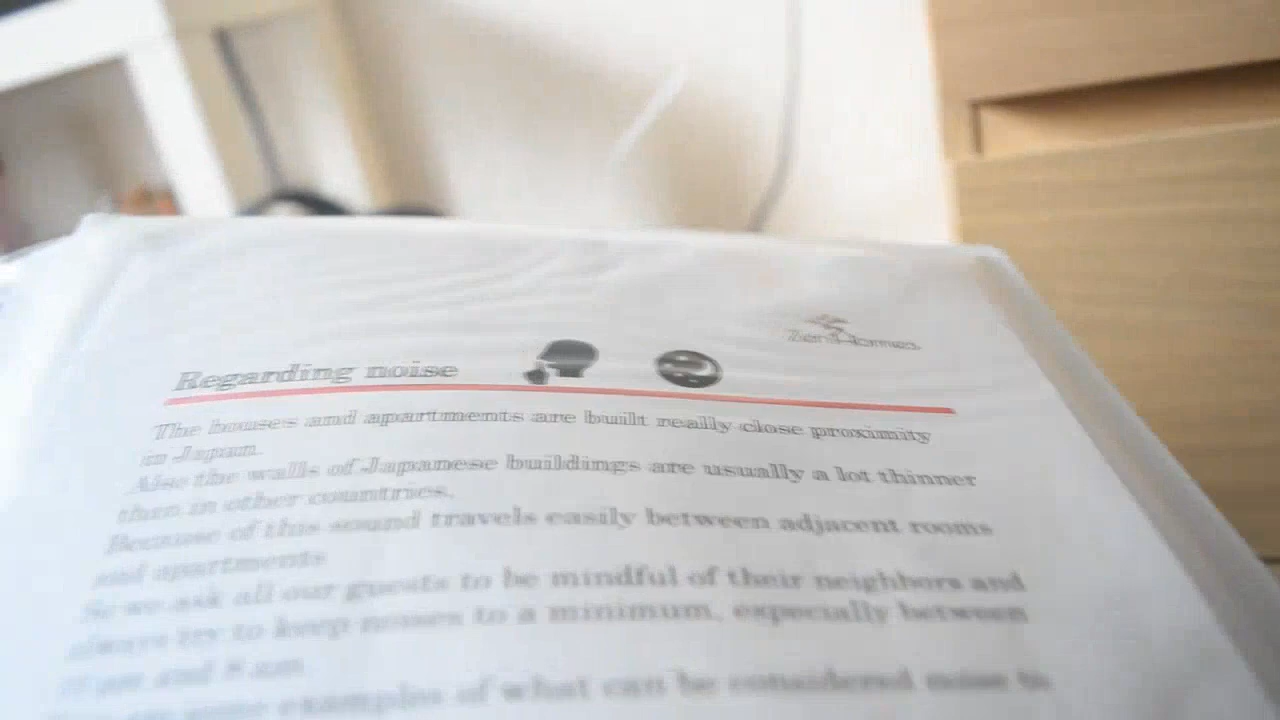 ZenHomes
Regarding noise
The houses and apartments are built really close proximity
in Japan.
Also the walls of Japanese buildings are usually a lot thinner
than in other countries.
Because of this sound travels easily between adjacent rooms
and apartments
So we ask all our guests to be mindful of their neighbors and
always try to keep noises to a minimum, especially between
pm and 8 am
some examples of what can be considered noise to